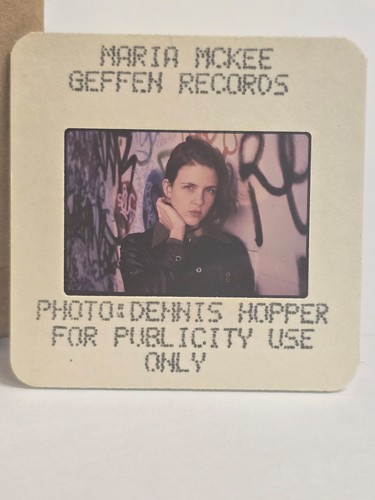 MARIA MCKEE
GEFFEN RECORDS
PHOTO:DENNIS HOPPER
FOR PUBLICITY USE
ONLY